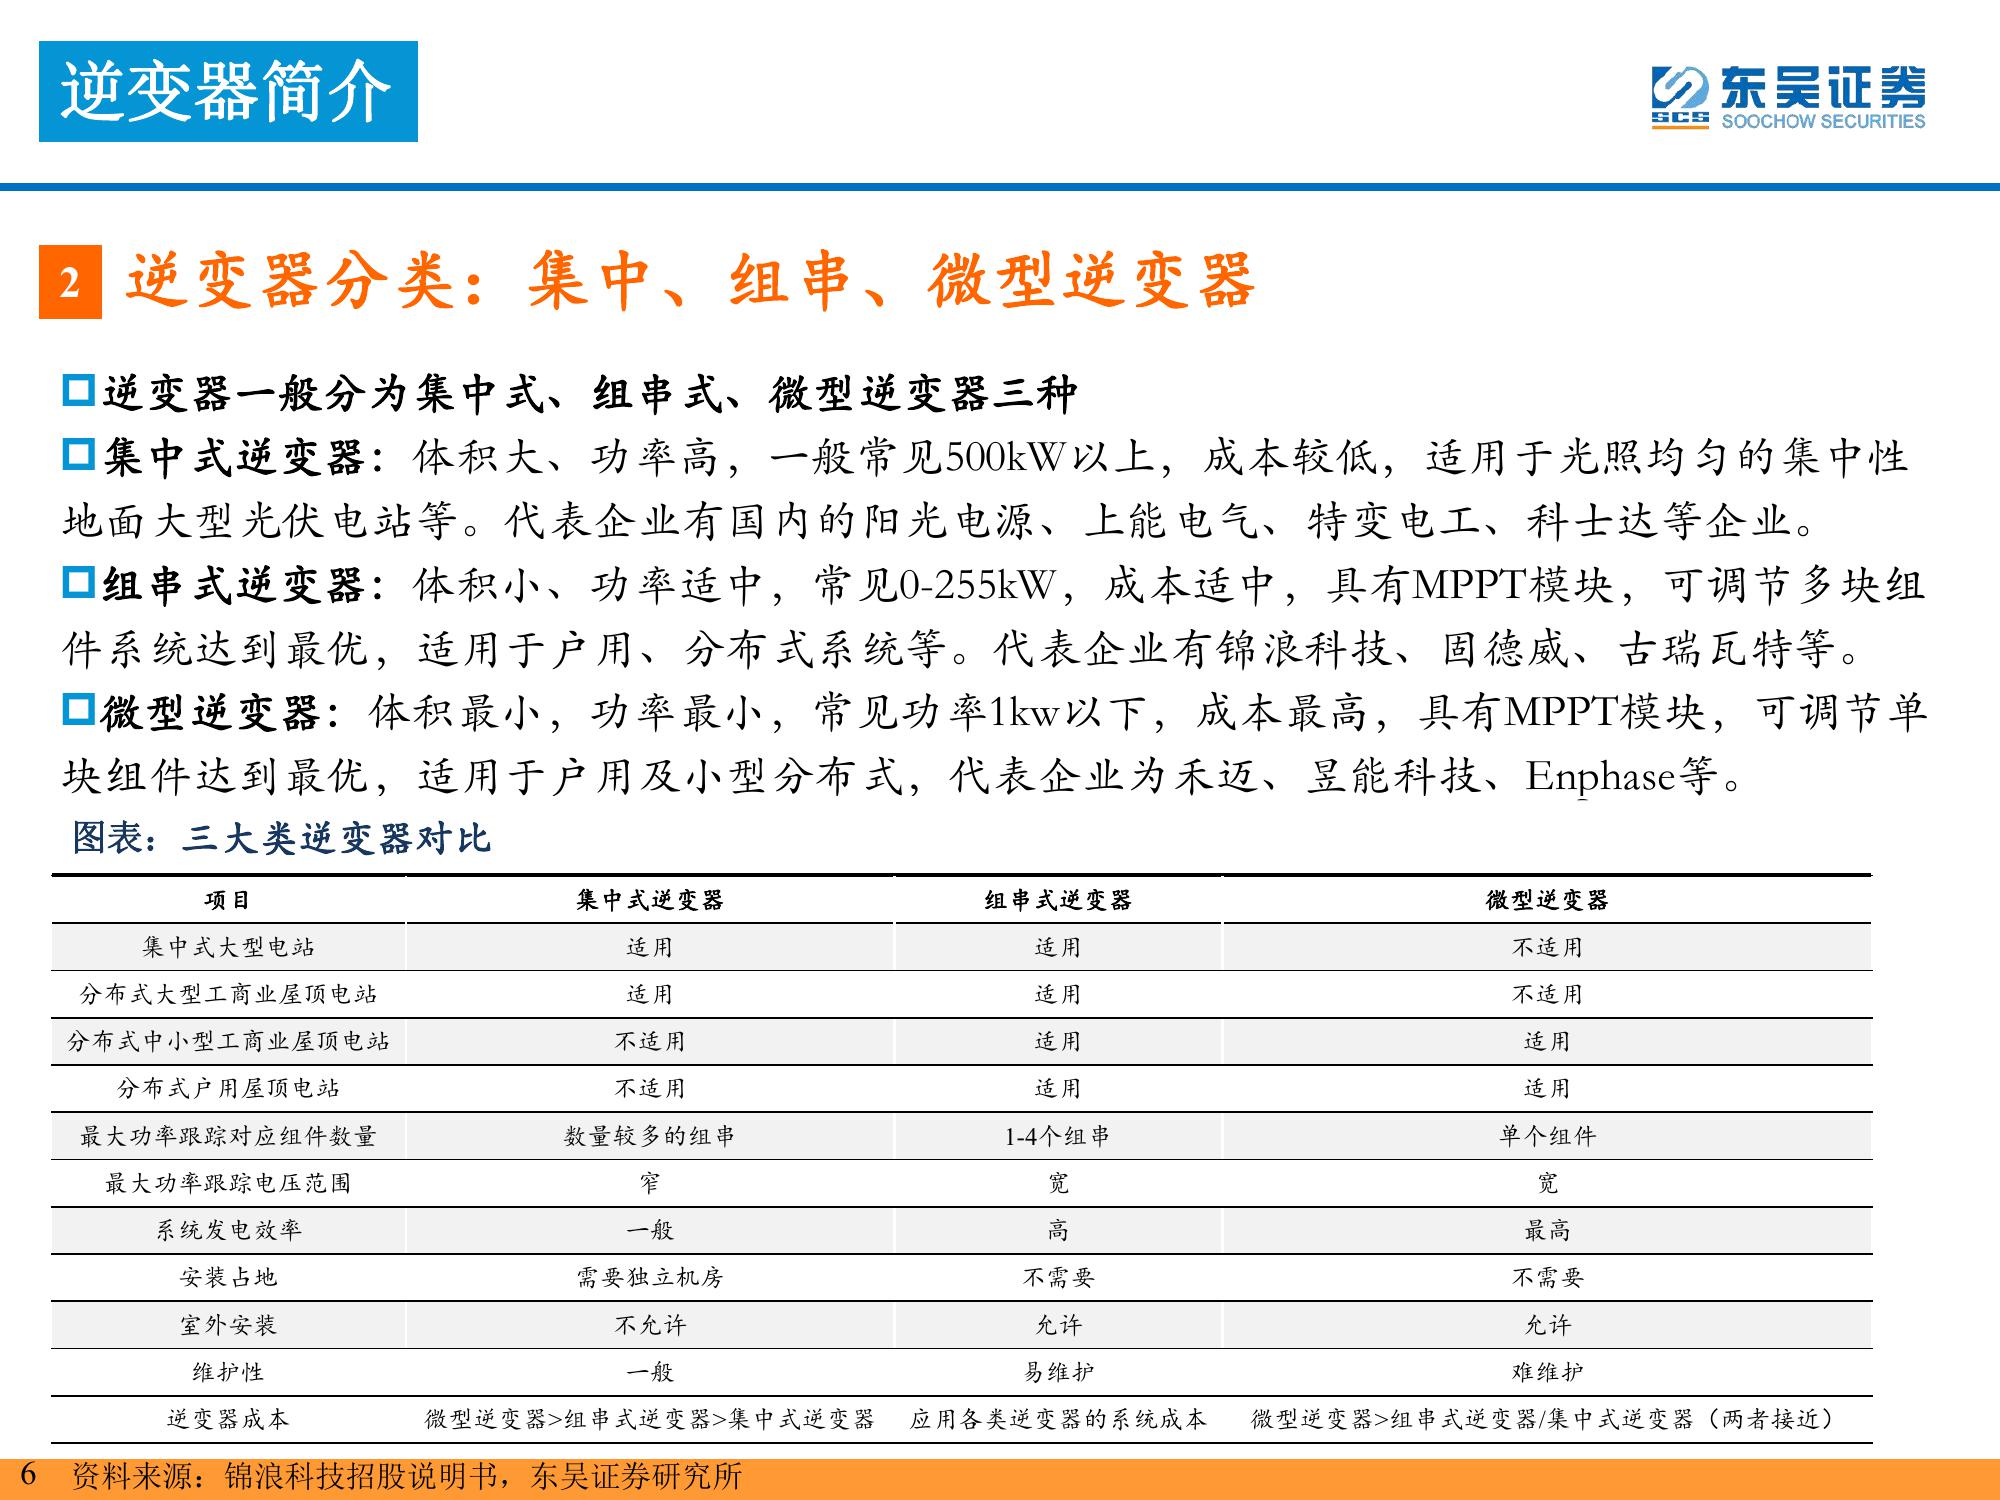 逆变器简介
东吴证券
SCS SOOCHOW SECURITIES
2 逆变器分类：集中、组串、微型逆变器
逆变器一般分为集中式、组串式、微型逆变器三种
集中式逆变器：体积大、功率高，一般常见500kW以上，成本较低，适用于光照均匀的集中性
地面大型光伏电站等。代表企业有国内的阳光电源、上能电气、特变电工、科士达等企业。
组串式逆变器：体积小、功率适中，常见0-255kW，成本适中，具有MPPT模块，可调节多块组
件系统达到最优，适用于户用、分布式系统等。代表企业有锦浪科技、固德威、古瑞瓦特等。
微型逆变器：体积最小，功率最小，常见功率1kw以下，成本最高，具有MPPT模块，可调节单
块组件达到最优，适用于户用及小型分布式，代表企业为禾迈、昱能科技、Enphase等。
图表：三大类逆变器对比
项目 集中式逆变器 组串式逆变器 微型逆变器
集中式大型电站 适用 适用 不适用
分布式大型工商业屋顶电站 适用 适用 不适用
分布式中小型工商业屋顶电站 不适用 适用 适用
分布式户用屋顶电站 不适用 适用 适用
最大功率跟踪对应组件数量 数量较多的组串 1-4个组串 单个组件
最大功率跟踪电压范围 窄 宽 宽
系统发电效率 一般 高 最高
安装占地 需要独立机房 不需要 不需要
室外安装 不允许 允许 允许
维护性 一般 易维护 难维护
逆变器成本 微型逆变器>组串式逆变器>集中式逆变器 应用各类逆变器的系统成本 微型逆变器>组串式逆变器/集中式逆变器（两者接近）
6 资料来源：锦浪科技招股说明书，东吴证券研究所